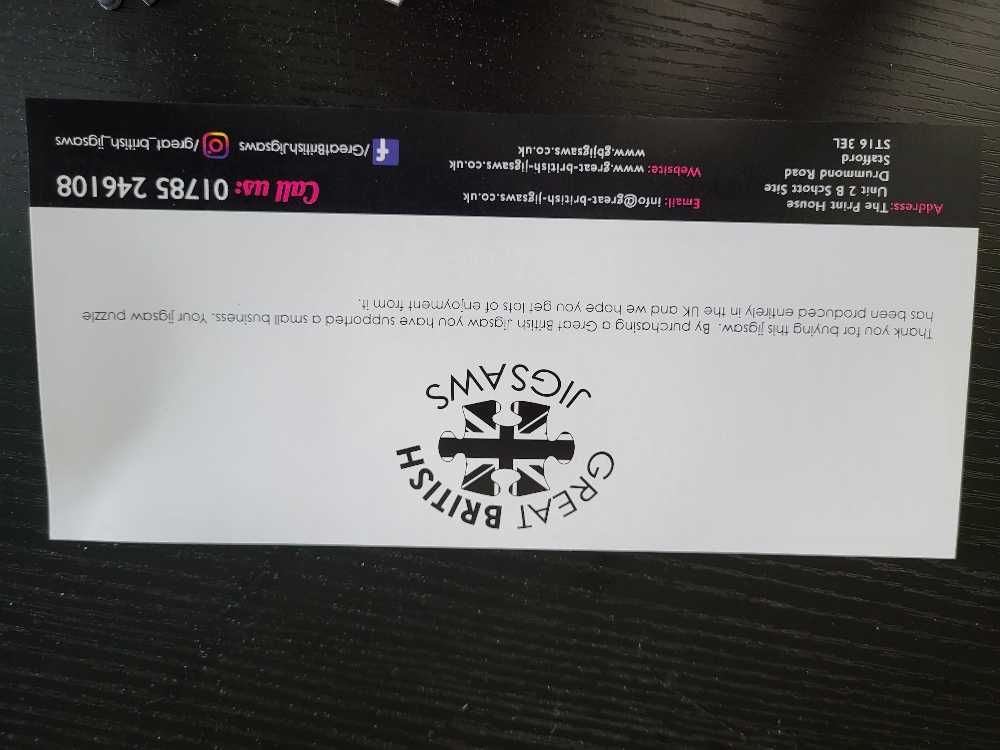 GREAT BRITISH
JIGSAWS
Thank you for buying this jigsaw. By purchasing a Great British Jigsaw you have supported a small business. Your jigsaw puzzle
has been produced entirely in the UK and we hope you get lots of enjoyment from it.
Address: The Print House
Unit 2 B Schott Site
Drummond Road
Stafford
ST16 3EL
Email: info@great-british-jigsaws.co.uk
Website: www.great-british-jigsaws.co.uk
www.gbjigsaws.co.uk
Call us: 01785 246108
/GreatBritishJigsaws
/great_british_jigsaws